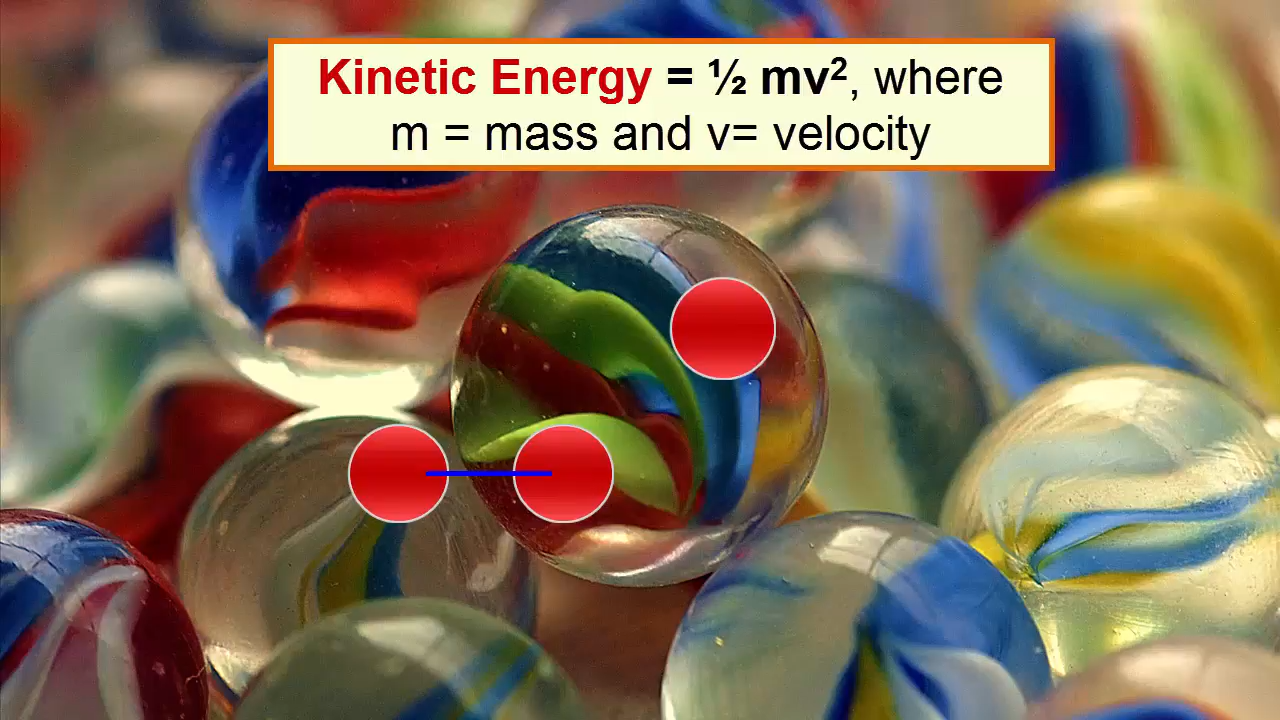 Kinetic Energy = ½ mv², where
m = mass and v= velocity